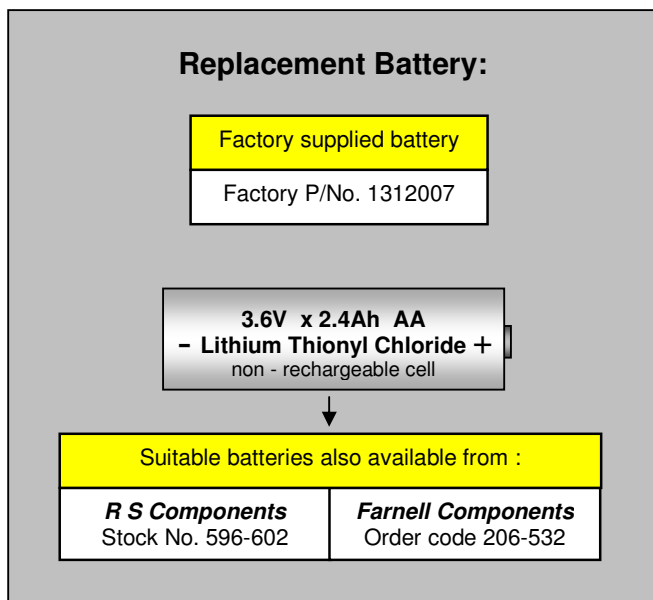 Replacement Battery:
Factory supplied battery
Factory P/No. 1312007
3.6V x 2.4Ah AA
- Lithium Thionyl Chloride +
non - rechargeable cell
Suitable batteries also available from :
R S Components
Stock No. 596-602
Farnell Components
Order code 206-532